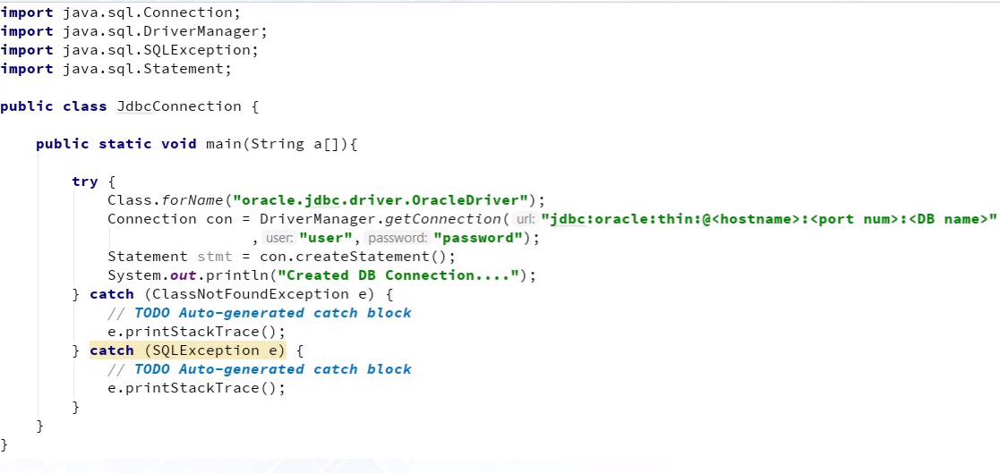 import java.sql.Connection;
import java.sql.DriverManager;
import java.sql.SQLException;
import java.sql.Statement;
public class JdbcConnection {
public static void main(String a[]){
try {
Class.forName("oracle.jdbc.driver.OracleDriver");
Connection con = DriverManager.getConnection( url: "jdbc:oracle:thin:@<hostname>:<port num>:<DB name>"
, user: "user", password: "password");
Statement stmt = con.createStatement();
System.out.println("Created DB Connection....");
} catch (ClassNotFoundException e) {
// TODO Auto-generated catch block
e.printStackTrace();
} catch (SQLException e) {
// TODO Auto-generated catch block
e.printStackTrace();
}
}
}